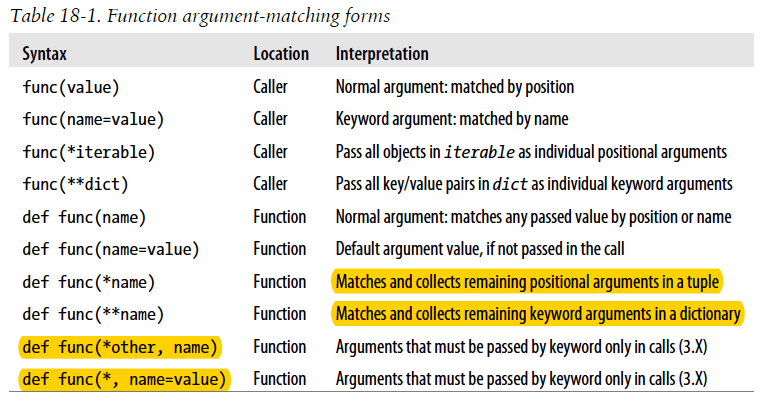 Table 18-1. Function argument-matching forms
Syntax Location Interpretation
func(value) Caller Normal argument: matched by position
func(name=value) Caller Keyword argument: matched by name
func(*iterable) Caller Pass all objects in iterable as individual positional arguments
func(**dict) Caller Pass all key/value pairs in dict as individual keyword arguments
def func(name) Function Normal argument: matches any passed value by position or name
def func(name=value) Function Default argument value, if not passed in the call
def func(*name) Function Matches and collects remaining positional arguments in a tuple
def func(**name) Function Matches and collects remaining keyword arguments in a dictionary
def func(*other, name) Function Arguments that must be passed by keyword only in calls (3.X)
def func(*, name=value) Function Arguments that must be passed by keyword only in calls (3.X)